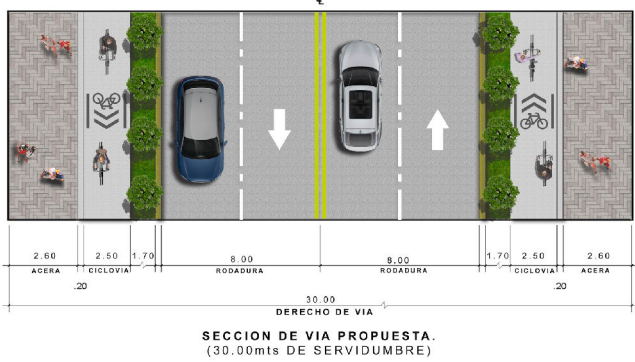 2.60 2.50 1.70 8.00 8.00 1.70 2.50 2.60
ACERA CICLOVIA RODADURA RODADURA CICLOVIA ACERA
.20 .20
30.00
DERECHO DE VIA
SECCION DE VIA PROPUESTA.
(30.00mts DE SERVIDUMBRE)